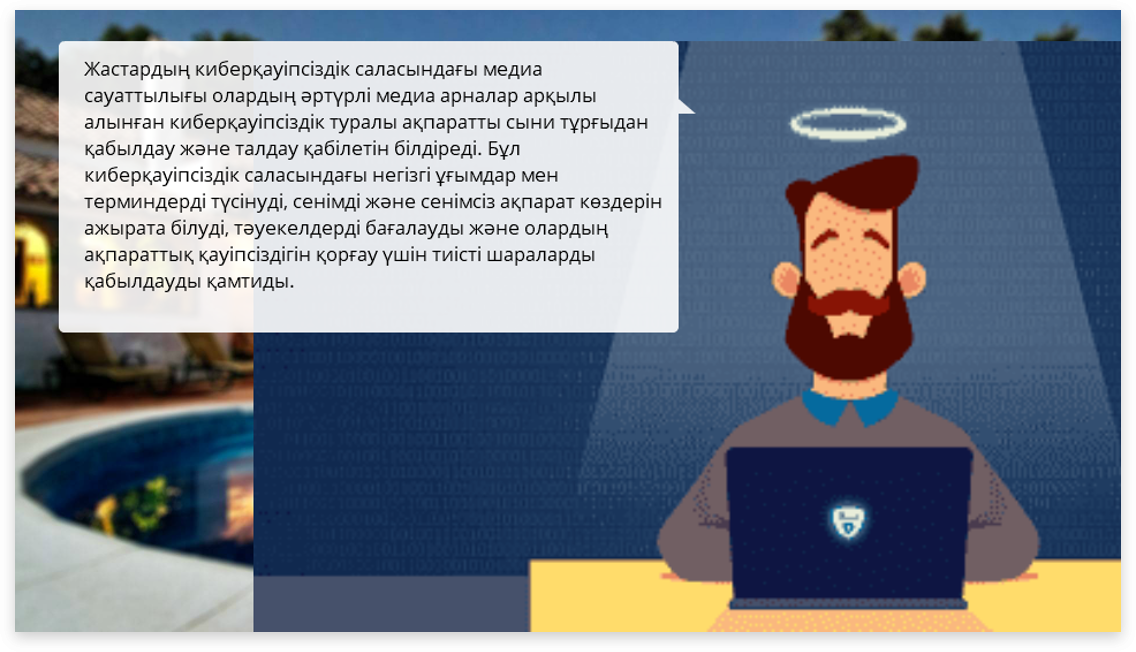 Жастардың киберқауіпсіздік саласындағы медиа
сауаттылығы олардың әртүрлі медиа арналар арқылы
алынған киберқауіпсіздік туралы ақпаратты сыни тұрғыдан
қабылдау және талдау қабілетін білдіреді. Бұл
киберқауіпсіздік саласындағы негізгі ұғымдар мен
терминдерді түсінуді, сенімді және сенімсіз ақпарат көздерін
ажырата білуді, тәуекелдерді бағалауды және олардың
ақпараттық қауіпсіздігін қорғау үшін тиісті шараларды
қабылдауды қамтиды.